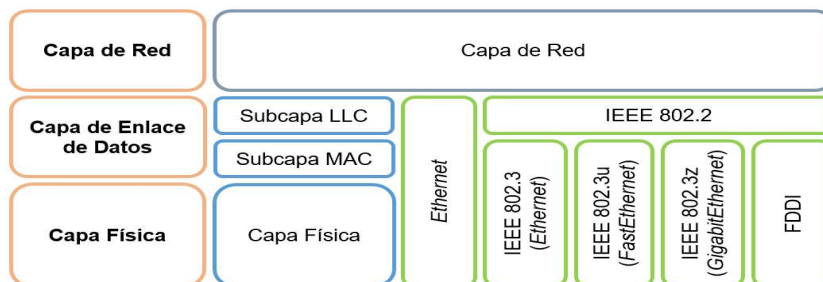 Capa de Red
Capa de Red
Capa de Enlace
de Datos
Subcapa LLC
Subcapa MAC
Ethernet
IEEE 802.2
IEEE 802.3
(Ethernet)
IEEE 802.3u
(FastEthernet)
IEEE 802.3z
(GigabitEthernet)
FDDI
Capa Física
Capa Física